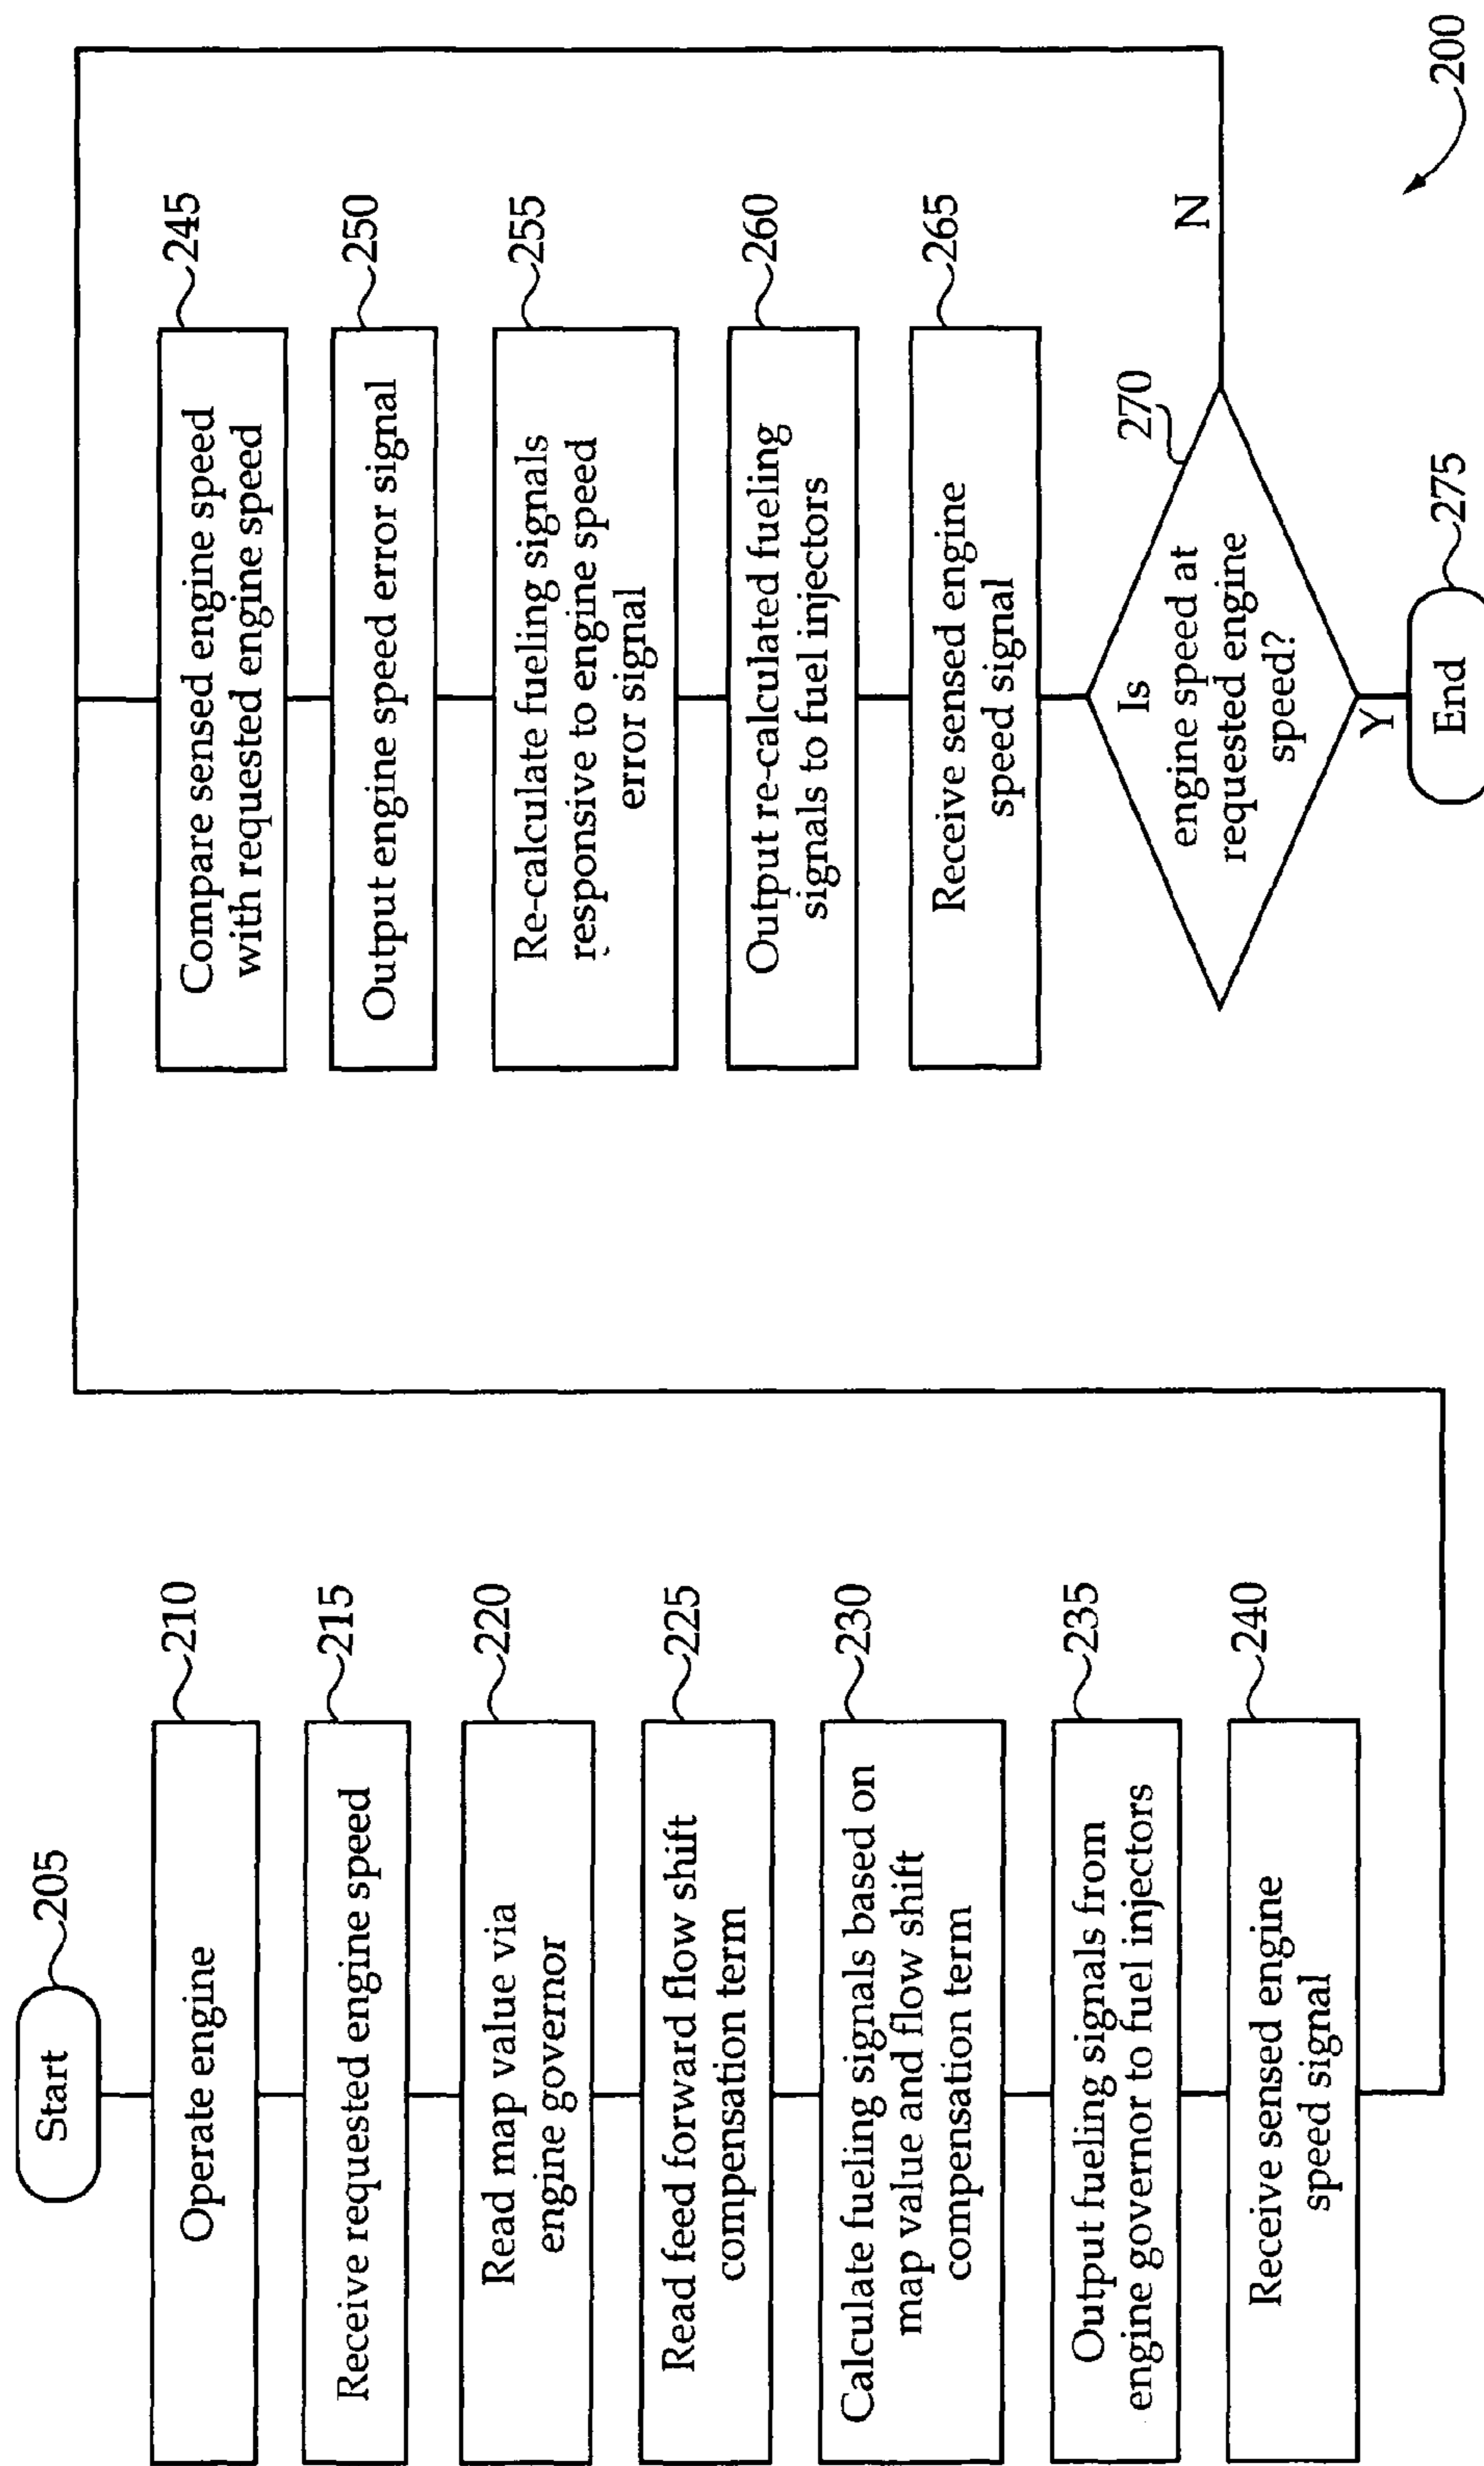 Start
205
Operate engine
210
Receive requested engine speed
215
Read map value via
engine governor
220
Read feed forward flow shift
compensation term
225
Calculate fueling signals based on
map value and flow shift
compensation term
230
Output fueling signals from
engine governor to fuel injectors
235
Receive sensed engine
speed signal
240
Compare sensed engine speed
with requested engine speed
245
Output engine speed error signal
250
Re-calculate fueling signals
responsive to engine speed
error signal
255
Output re-calculated fueling
signals to fuel injectors
260
Receive sensed engine
speed signal
265
Is
engine speed at
requested engine
speed?
270
N
Y
End
275
200